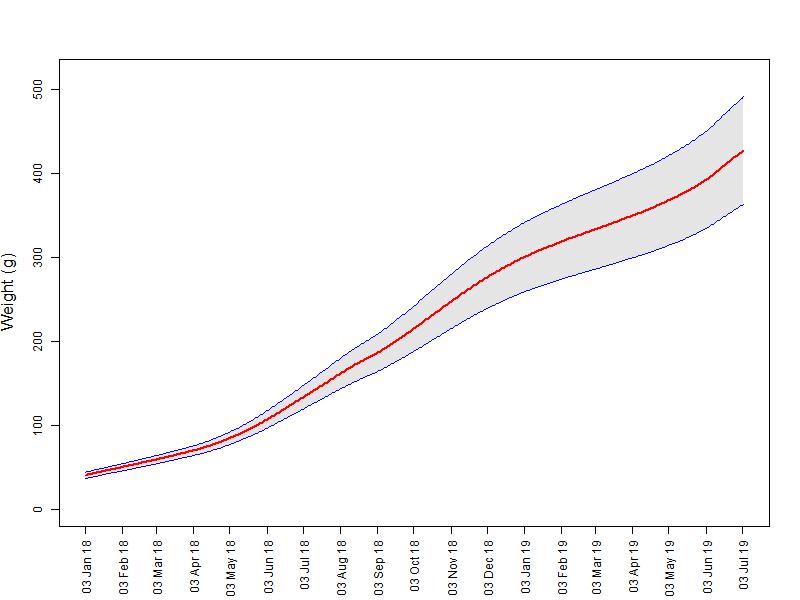 Weight (g)
500
400
300
200
100
0
03 Jan 18
03 Feb 18
03 Mar 18
03 Apr 18
03 May 18
03 Jun 18
03 Jul 18
03 Aug 18
03 Sep 18
03 Oct 18
03 Nov 18
03 Dec 18
03 Jan 19
03 Feb 19
03 Mar 19
03 Apr 19
03 May 19
03 Jun 19
03 Jul 19